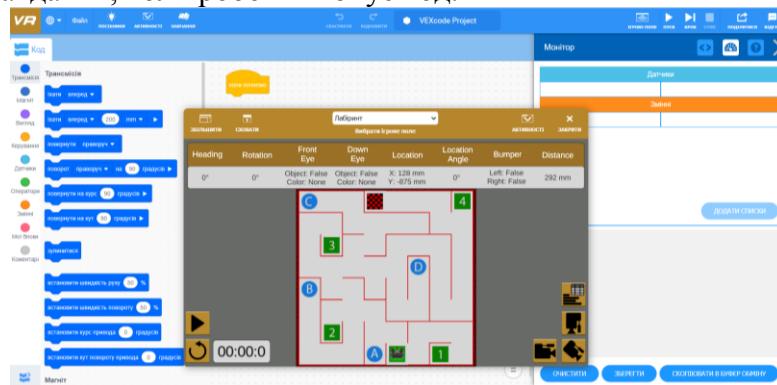 VR
Файл
VEXcode Project
Код
Монітор
Датчики
Змінні
Трансмісія
Магніт
Вигляд
Керування
Датчики
Оператори
Змінні
Мої блоки
Коментарі
Трансмісія
їхати вперед
їхати вперед 200 mm
повернути праворуч
поворот праворуч на 90 градусів
повернути на курс 90 градусів
повернути на кут 90 градусів
зупинитися
встановити швидкість руху 50 %
встановити швидкість повороту 50 %
встановити курс привода 0 градусів
встановити кут повороту привода 0 градусів
Магніт
ЗБІЛЬШИТИ
СХОВАТИ
Лабіринт
Вибрати ігрове поле
АКТИВНОСТІ
ЗАКРИТИ
Heading Rotation Front Eye Down Eye Location Location Angle Bumper Distance
0° 0° Object: False Color: None Object: False Color: None X: 128 mm Y: -875 mm 0° Left: False Right: False 292 mm
C 4
3
D
B
2
A 1
00:00:0
ДОДАТИ СПИСКИ
ОЧИСТИТИ ЗБЕРЕГТИ СКОПІЮВАТИ В БУФЕР ОБМІНУ